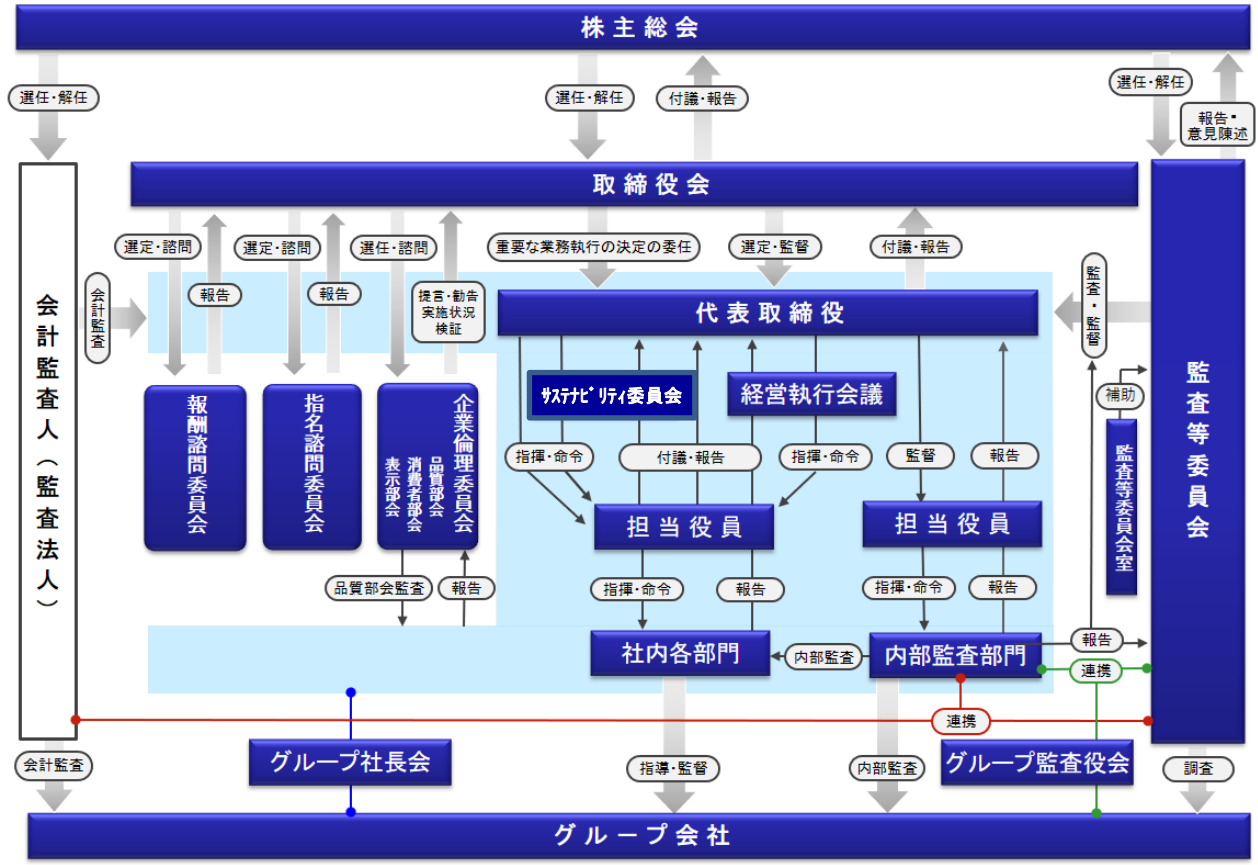 株主総会
選任・解任
選任・解任
付議・報告
選任・解任
報告・
意見陳述
取締役会
会計監査人（監査法人）
監査等委員会
選定・諮問
報告
選定・諮問
報告
選任・諮問
提言・勧告
実施状況
検証
重要な業務執行の決定の委任
選定・監督
付議・報告
会計監査
監査・監督
代表取締役
報酬諮問委員会
指名諮問委員会
企業倫理委員会
品質部会
消費者部会
表示部会
ｻｽﾃﾅﾋﾞﾘﾃｨ委員会
経営執行会議
補助
監査等委員会室
指揮・命令
付議・報告
指揮・命令
監督
報告
担当役員
担当役員
品質部会監査
報告
指揮・命令
報告
指揮・命令
報告
社内各部門
内部監査
内部監査部門
報告
連携
連携
会計監査
グループ社長会
指導・監督
内部監査
グループ監査役会
調査
グループ会社